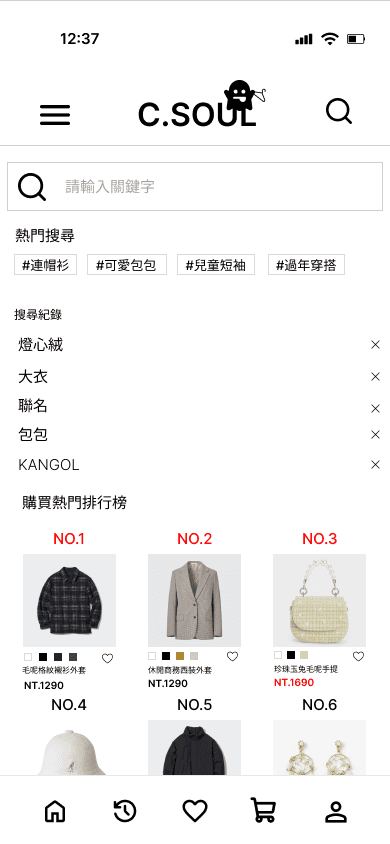 12:37
C.SOUL
請輸入關鍵字
熱門搜尋
#連帽衫 #可愛包包 #兒童短袖 #過年穿搭
搜尋紀錄
燈心絨
大衣
聯名
包包
KANGOL
購買熱門排行榜
NO.1 NO.2 NO.3
毛呢格紋襯衫外套 休閒商務西裝外套 珍珠玉兔毛呢手提
NT.1290 NT.1290 NT.1690
NO.4 NO.5 NO.6